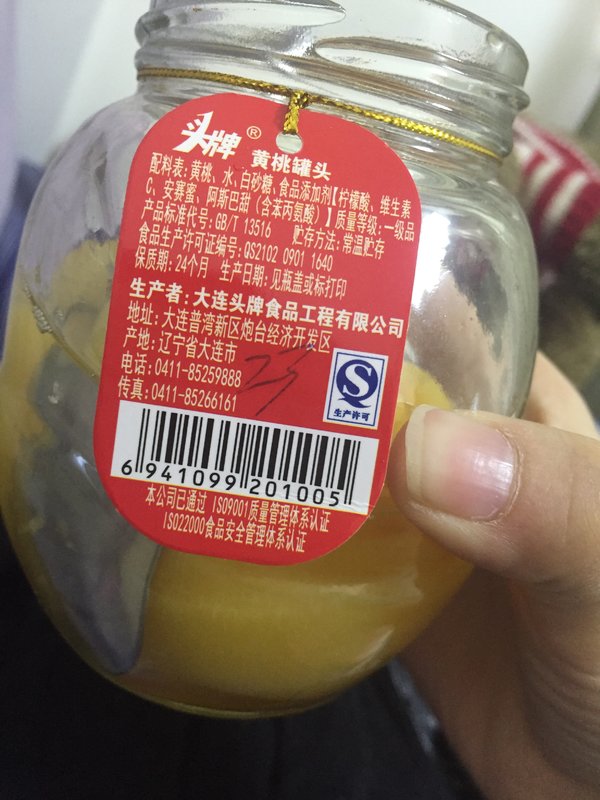 头牌®
黄桃罐头
配料表:黄桃、水、白砂糖、食品添加剂【柠檬酸、维生素
C、安赛蜜、阿斯巴甜（含苯丙氨酸）】质量等级:一级品
产品标准代号:GB/T 13516 贮存方法:常温贮存
食品生产许可证编号:QS2102 0901 1640
保质期:24个月 生产日期:见瓶盖或标打印
生产者:大连头牌食品工程有限公司
地址:大连普湾新区炮台经济开发区
产地:辽宁省大连市
电话:0411-85259888
传真:0411-85266161
23
生产许可
6 941099 201005
本公司已通过 ISO9001质量管理体系认证
ISO22000食品安全管理体系认证